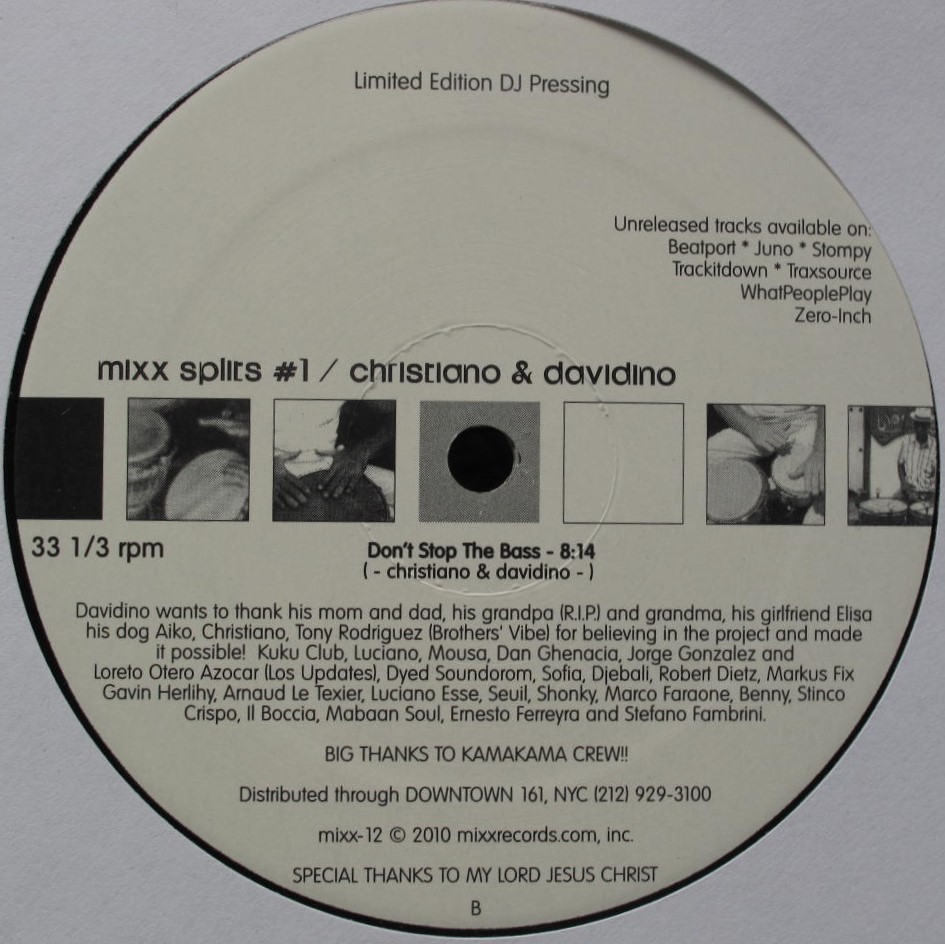 Limited Edition DJ Pressing
Unreleased tracks available on:
Beatport * Juno * Stompy
Trackitdown * Traxsource
WhatPeoplePlay
Zero-Inch
mixx splits #1 / christiano & davidino
33 1/3 rpm
Don't Stop The Bass - 8:14
( - christiano & davidino - )
Davidino wants to thank his mom and dad, his grandpa (R.I.P.) and grandma, his girlfriend Elisa
his dog Aiko, Christiano, Tony Rodriguez (Brothers' Vibe) for believing in the project and made
it possible! Kuku Club, Luciano, Mousa, Dan Ghenacia, Jorge Gonzalez and
Loreto Otero Azocar (Los Updates), Dyed Soundorom, Sofia, Djebali, Robert Dietz, Markus Fix
Gavin Herlihy, Arnaud Le Texier, Luciano Esse, Seuil, Shonky, Marco Faraone, Benny, Stinco
Crispo, Il Boccia, Mabaan Soul, Ernesto Ferreyra and Stefano Fambrini.
BIG THANKS TO KAMAKAMA CREW!!
Distributed through DOWNTOWN 161, NYC (212) 929-3100
mixx-12 © 2010 mixxrecords.com, inc.
SPECIAL THANKS TO MY LORD JESUS CHRIST
B